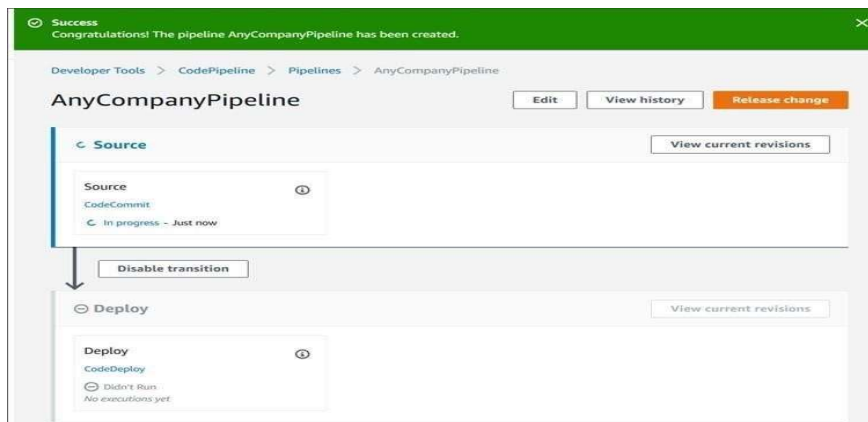 Success
Congratulations! The pipeline AnyCompanyPipeline has been created.
Developer Tools > CodePipeline > Pipelines > AnyCompanyPipeline
AnyCompanyPipeline
Edit
View history
Release change
Source
View current revisions
Source
CodeCommit
In progress - Just now
Disable transition
Deploy
View current revisions
Deploy
CodeDeploy
Didn't Run
No executions yet